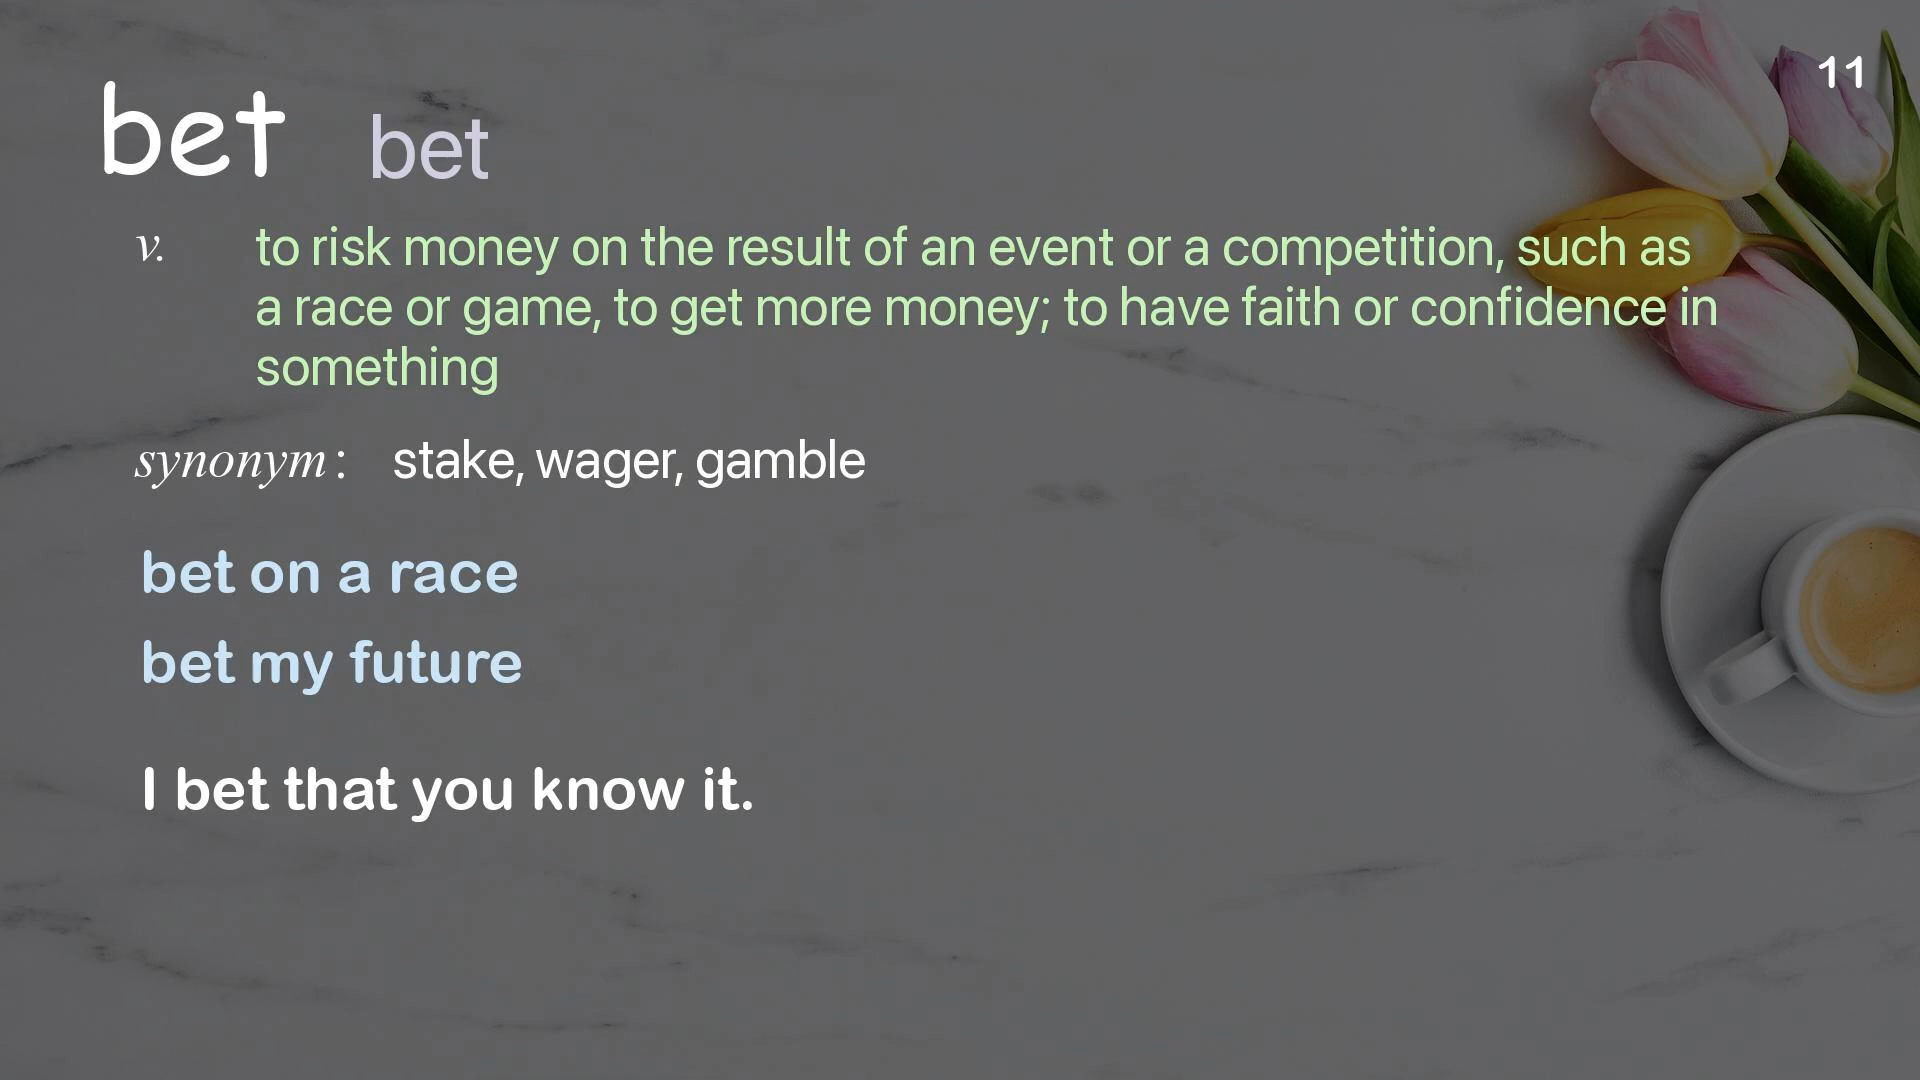 11
bet bet
v. to risk money on the result of an event or a competition, such as
a race or game, to get more money; to have faith or confidence in
something
synonym: stake, wager, gamble
bet on a race
bet my future
I bet that you know it.